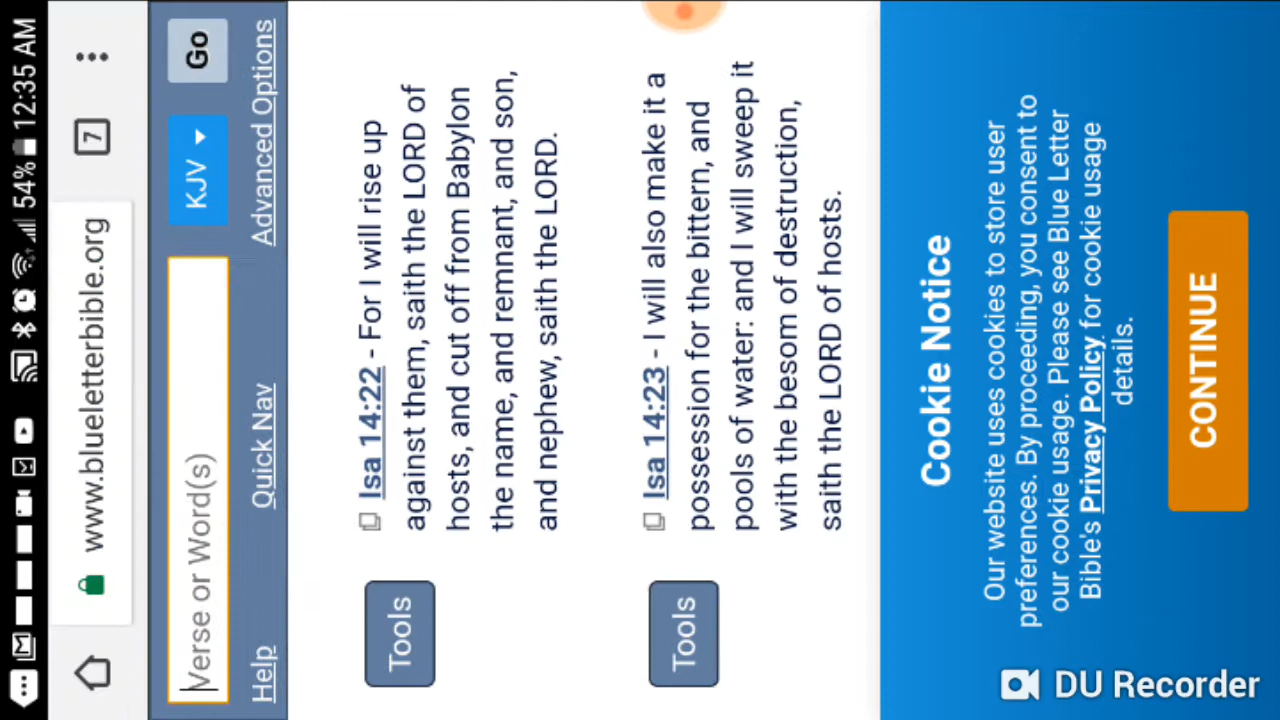 54% 12:35 AM
www.blueletterbible.org 7
Verse or Word(s) KJV Go
Help Quick Nav Advanced Options
Tools
Isa 14:22 - For I will rise up
against them, saith the LORD of
hosts, and cut off from Babylon
the name, and remnant, and son,
and nephew, saith the LORD.
Tools
Isa 14:23 - I will also make it a
possession for the bittern, and
pools of water: and I will sweep it
with the besom of destruction,
saith the LORD of hosts.
Cookie Notice
Our website uses cookies to store user
preferences. By proceeding, you consent to
our cookie usage. Please see Blue Letter
Bible's Privacy Policy for cookie usage
details.
CONTINUE
DU Recorder